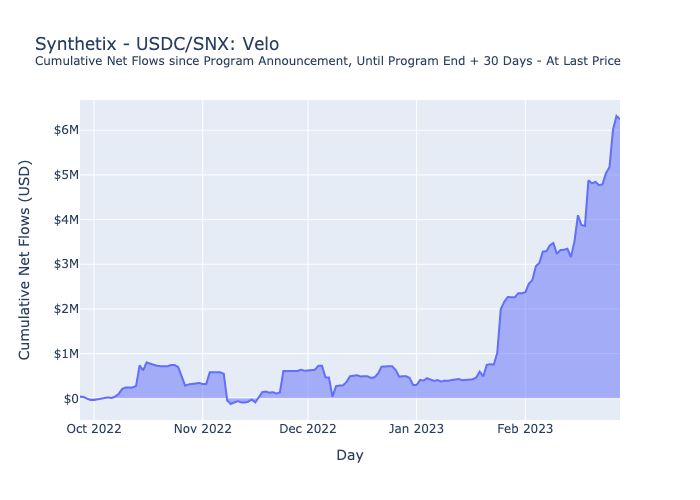 Synthetix - USDC/SNX: Velo
Cumulative Net Flows since Program Announcement, Until Program End + 30 Days - At Last Price
Cumulative Net Flows (USD)
$6M
$5M
$4M
$3M
$2M
$1M
$0
Oct 2022 Nov 2022 Dec 2022 Jan 2023 Feb 2023
Day